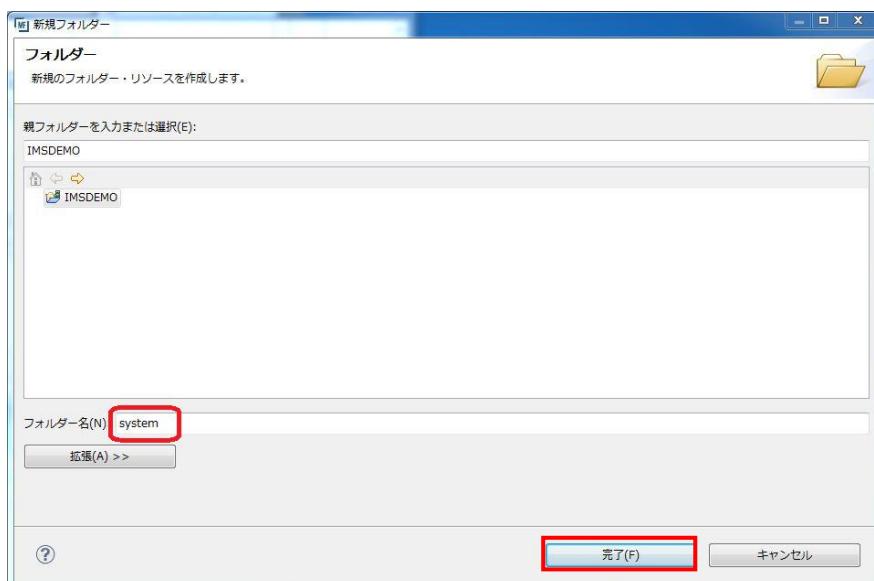 MF 新規フォルダー
フォルダー
新規のフォルダー・リソースを作成します。
親フォルダーを入力または選択(E):
IMSDEMO
IMSDEMO
フォルダー名(N) system
拡張(A) >>
? 完了(F) キャンセル